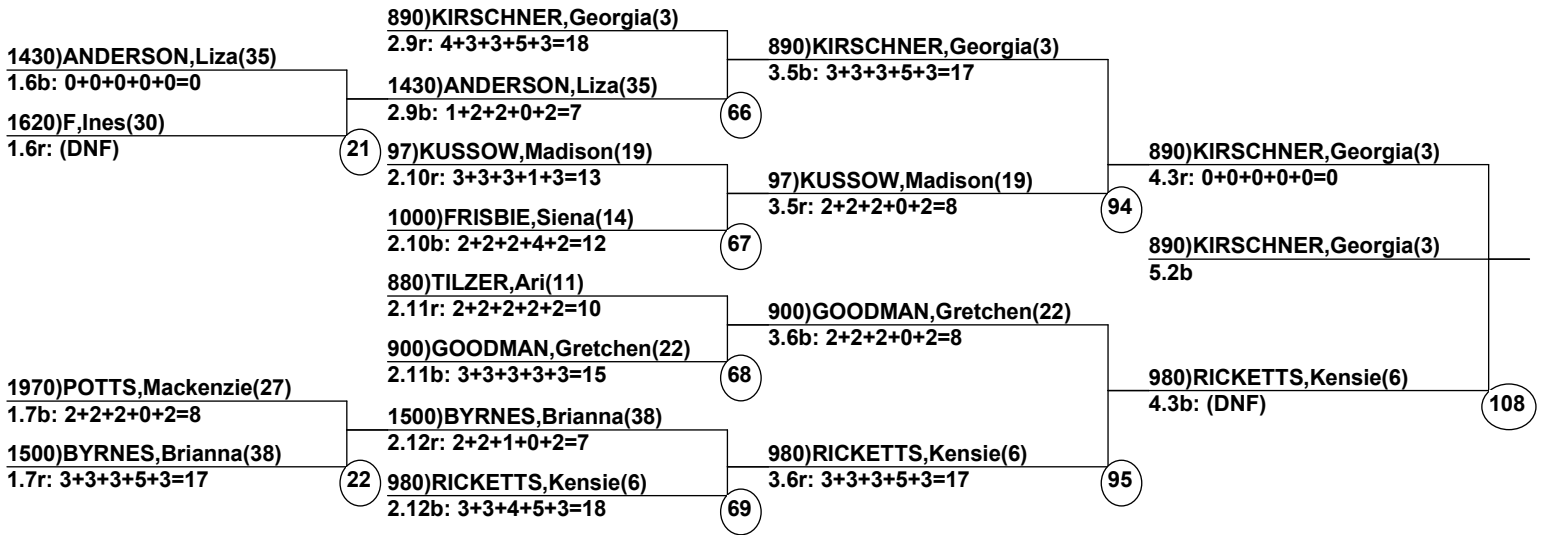 1430)ANDERSON,Liza(35)
1.6b: 0+0+0+0+0=0
1620)F,Ines(30)
1.6r: (DNF)
21
1970)POTTS,Mackenzie(27)
1.7b: 2+2+2+0+2=8
1500)BYRNES,Brianna(38)
1.7r: 3+3+3+5+3=17
22
890)KIRSCHNER,Georgia(3)
2.9r: 4+3+3+5+3=18
1430)ANDERSON,Liza(35)
2.9b: 1+2+2+0+2=7
66
97)KUSSOW,Madison(19)
2.10r: 3+3+3+1+3=13
1000)FRISBIE,Siena(14)
2.10b: 2+2+2+4+2=12
67
880)TILZER,Ari(11)
2.11r: 2+2+2+2+2=10
900)GOODMAN,Gretchen(22)
2.11b: 3+3+3+3+3=15
68
1500)BYRNES,Brianna(38)
2.12r: 2+2+1+0+2=7
980)RICKETTS,Kensie(6)
2.12b: 3+3+4+5+3=18
69
890)KIRSCHNER,Georgia(3)
3.5b: 3+3+3+5+3=17
97)KUSSOW,Madison(19)
3.5r: 2+2+2+0+2=8
94
900)GOODMAN,Gretchen(22)
3.6b: 2+2+2+0+2=8
980)RICKETTS,Kensie(6)
3.6r: 3+3+3+5+3=17
95
890)KIRSCHNER,Georgia(3)
4.3r: 0+0+0+0+0=0
890)KIRSCHNER,Georgia(3)
5.2b
980)RICKETTS,Kensie(6)
4.3b: (DNF)
108